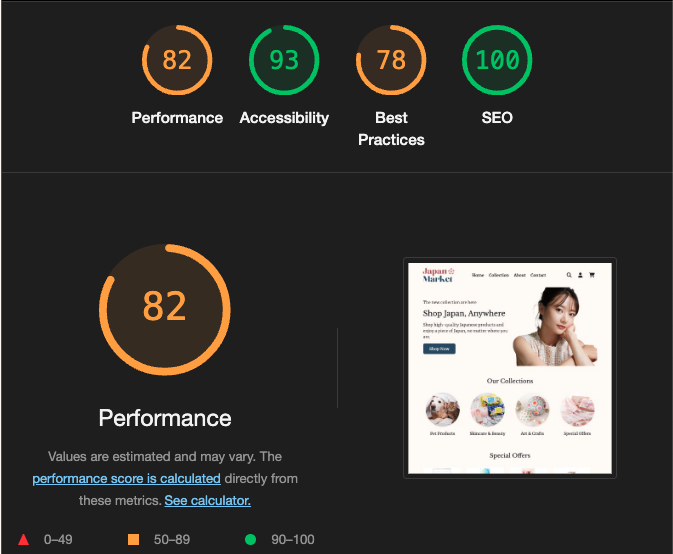 82
93
78
100
Performance
Accessibility
Best
Practices
SEO
82
Performance
Values are estimated and may vary. The
performance score is calculated directly from
these metrics. See calculator.
0–49
50–89
90–100
Japan
Market
Home Collection About Contact
The new collection are here
Shop Japan, Anywhere
Shop high-quality Japanese products and
enjoy a piece of Japan, no matter where you
are.
Shop Now
Our Collections
Pet Products
Skincare & Beauty
Art & Crafts
Special Offers
Special Offers